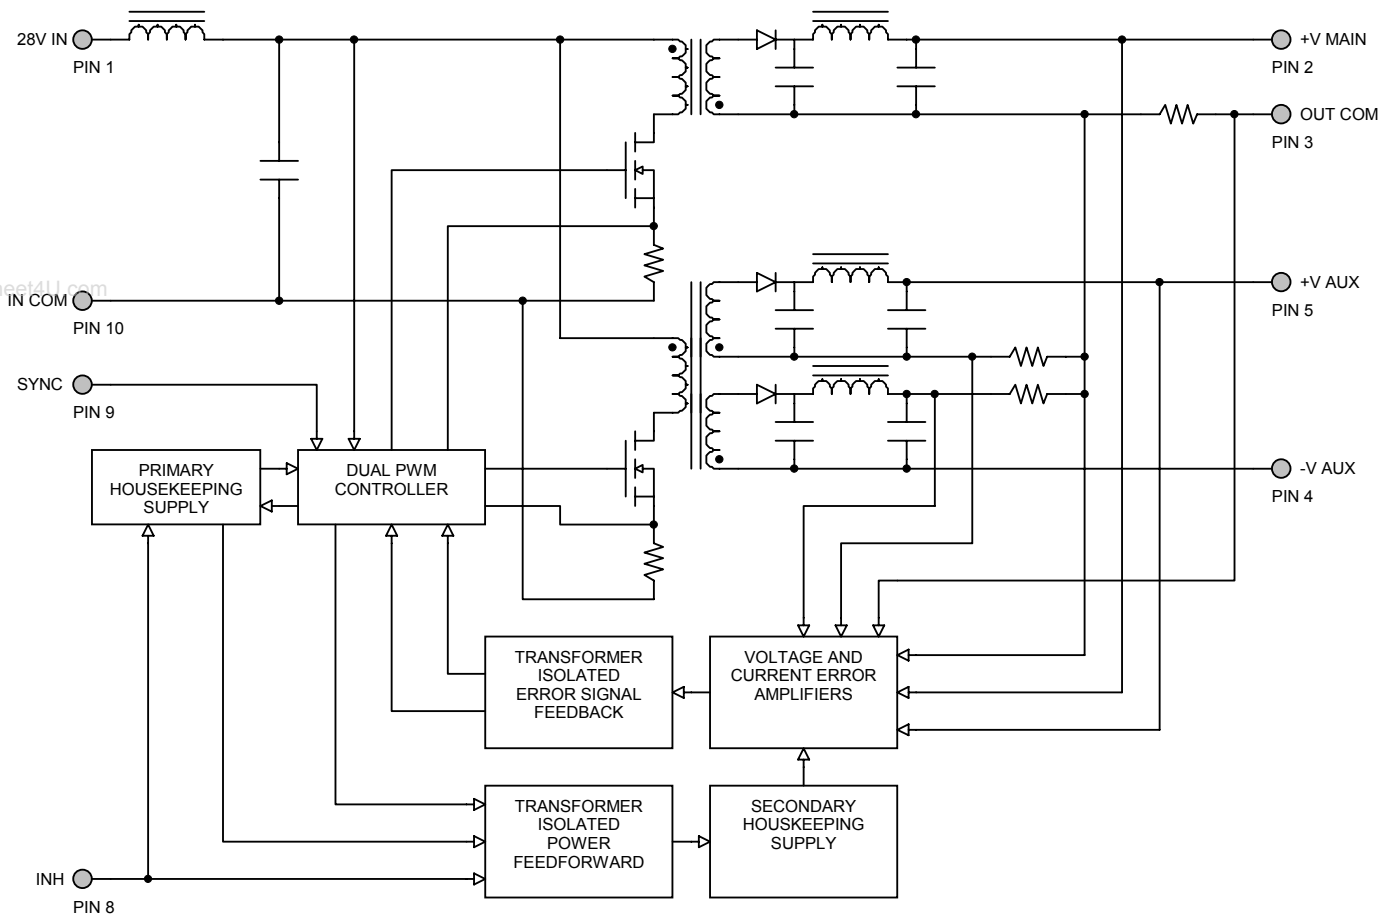 28V IN
PIN 1
+V MAIN
PIN 2
OUT COM
PIN 3
eet4U.com
IN COM
PIN 10
+V AUX
PIN 5
SYNC
PIN 9
-V AUX
PIN 4
PRIMARY
HOUSEKEEPING
SUPPLY
DUAL PWM
CONTROLLER
TRANSFORMER
ISOLATED
ERROR SIGNAL
FEEDBACK
VOLTAGE AND
CURRENT ERROR
AMPLIFIERS
TRANSFORMER
ISOLATED
POWER
FEEDFORWARD
SECONDARY
HOUSKEEPING
SUPPLY
INH
PIN 8